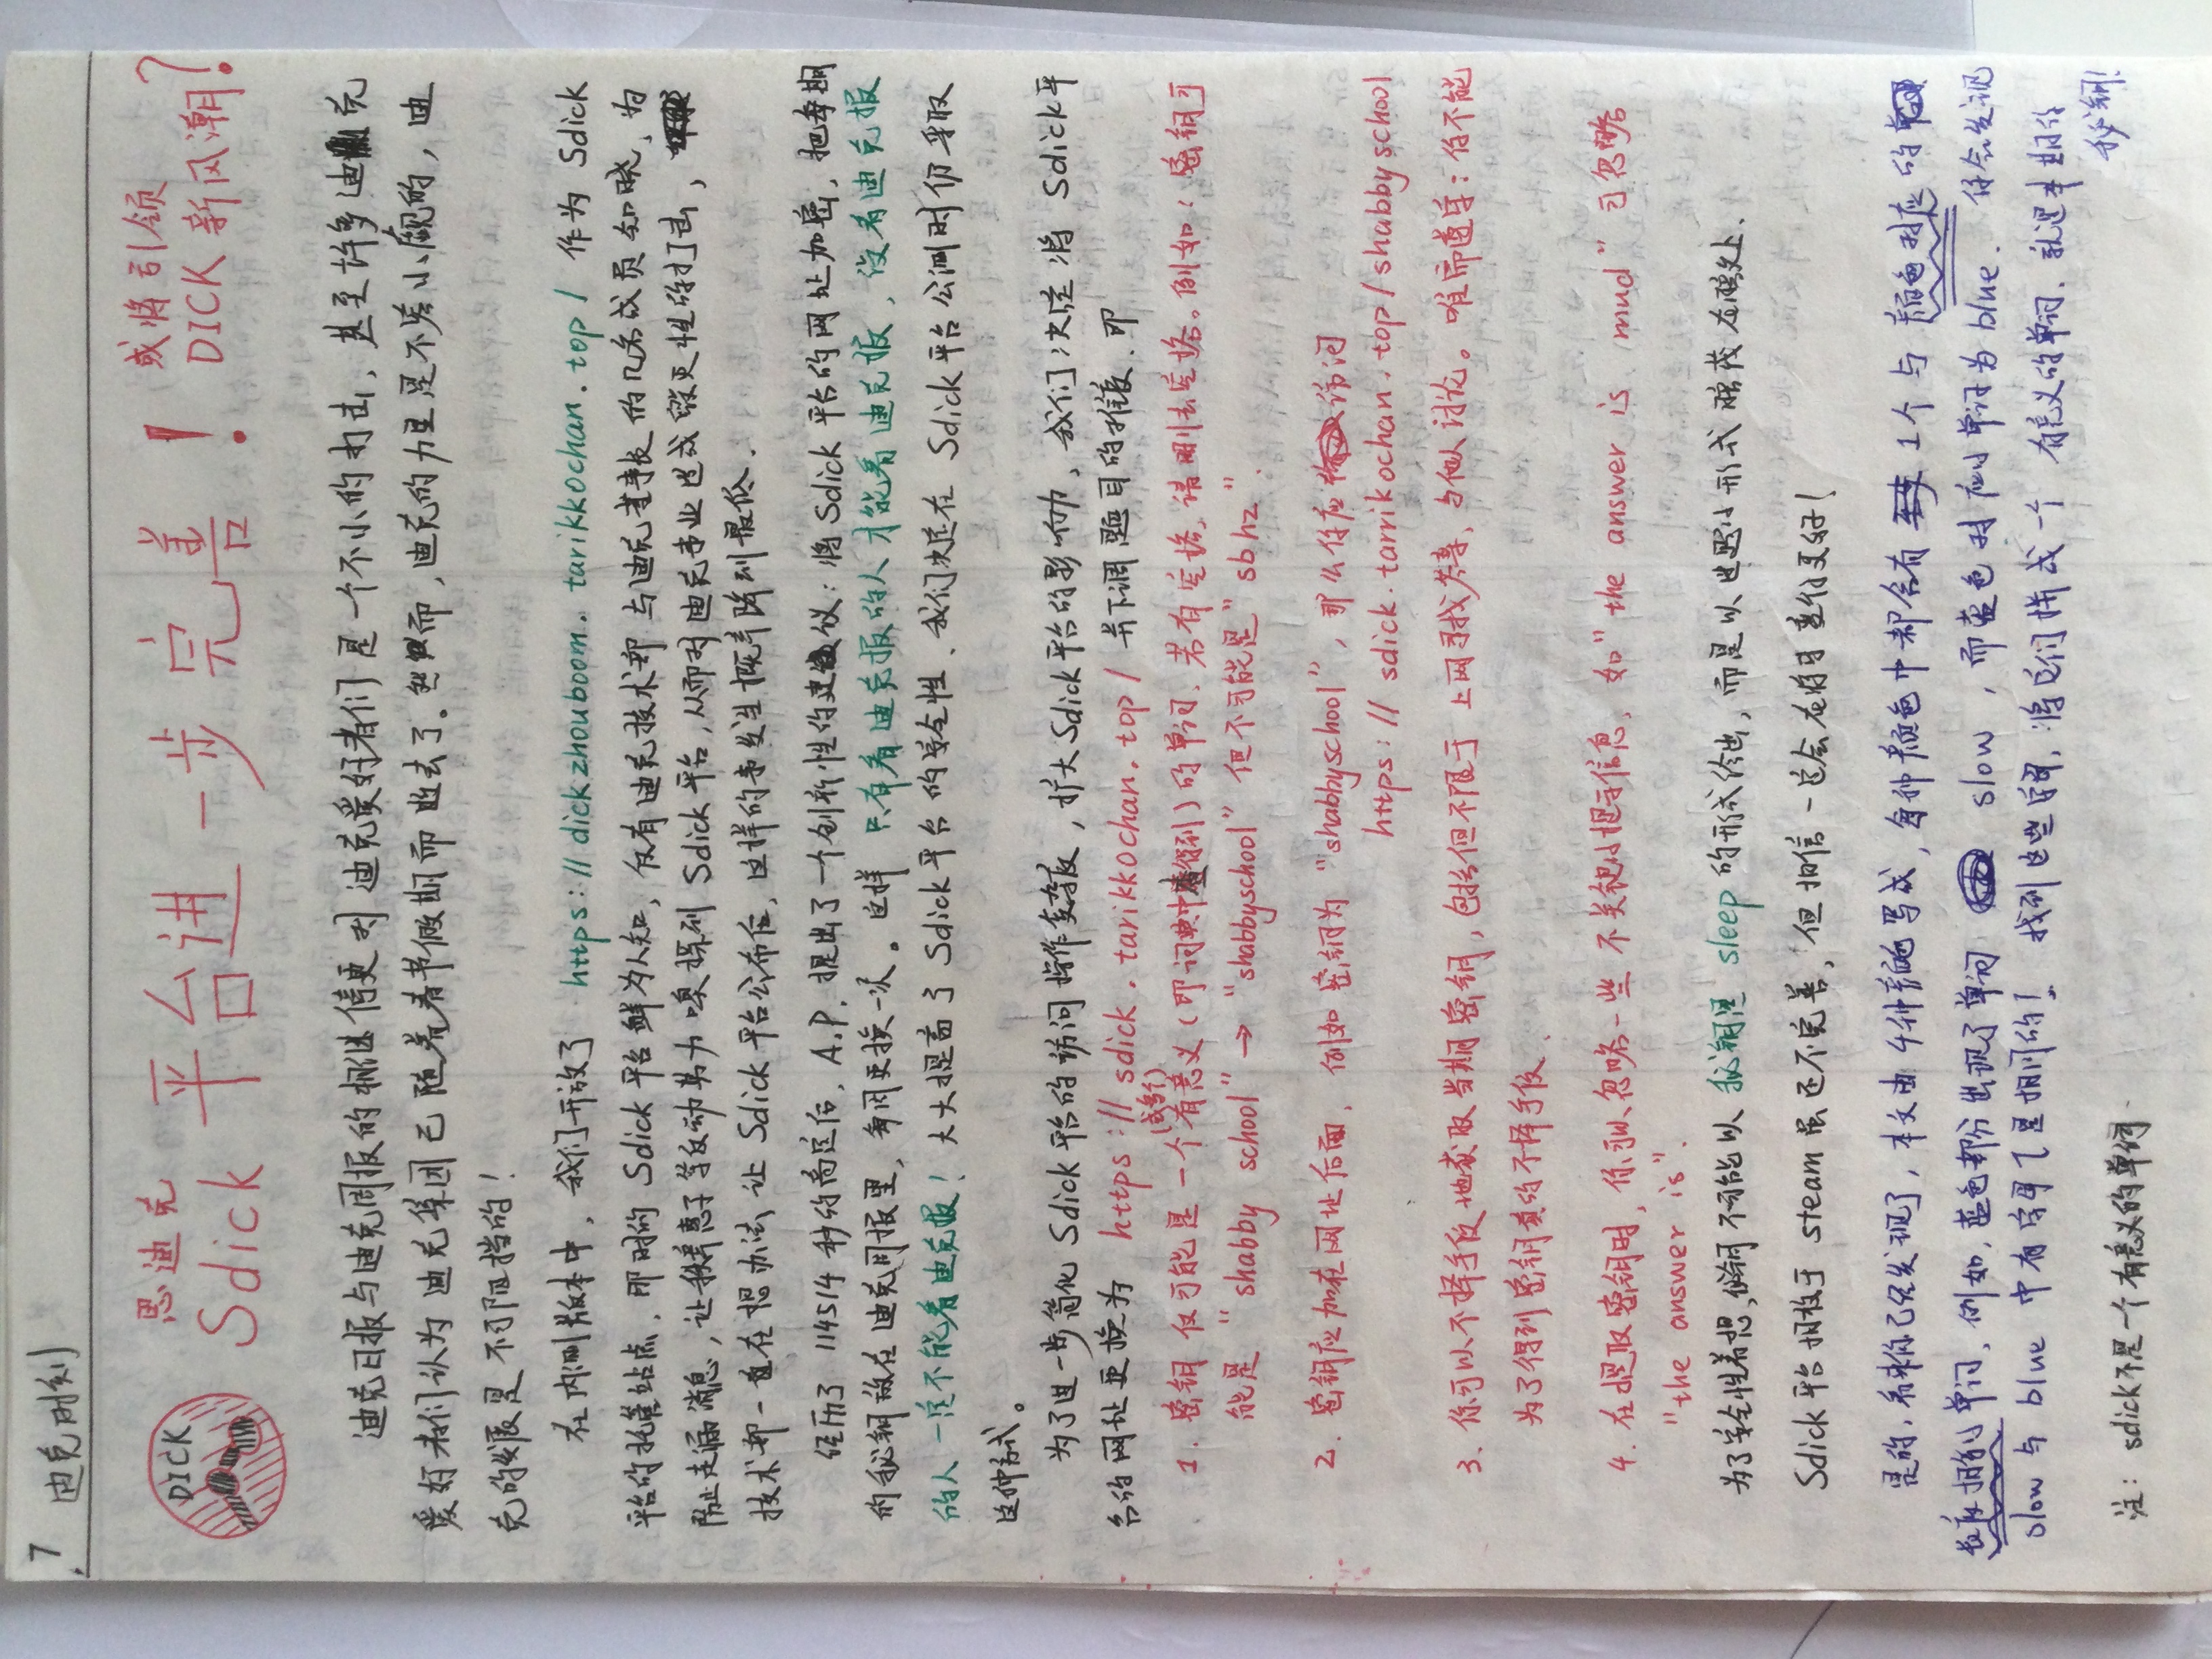 7 迪克时刻
DICK
思迪克
Sdick 平台进一步完善！
或将引领
DICK 新风潮？
迪克日报与迪克周报的相继停更对迪克爱好者们是一个不小的打击，甚至许多迪克
爱好者们认为迪克集团已随着春节假期而逝去了。然而，迪克的力量是不容小觑的，迪
克的发展是不可阻挡的！
在内测版本中，我们开放了 https://dickzhouboom.tarikkochan.top/ 作为 Sdick
平台的托管站点，那时的 Sdick 平台鲜为人知，仅有迪克技术部与迪克董事长的几名成员知晓，为
防止走漏消息，让秩序惠子等反动势力嗅探到 Sdick 平台，从而对迪克事业造成毁灭性的打击，
技术部一直在想办法让 Sdick 平台公布后，这样的事发生概率降到最低．
经历了 114514 秒的商定后，A.P. 提出了一个创新性的建议：将 Sdick 平台的网址加密，把每期
的秘钥放在迪克周报里，每周更换一次。这样只有看迪克报的人才能看迪克报，没看迪克报
的人一定不能看迪克报！大大提高了 Sdick 平台的安全性．我们决定在 Sdick 平台公测时仍采取
这种方式。
为了进一步简化 Sdick 平台的访问操作复杂度，扩大 Sdick 平台的影响力，我们决定将 Sdick 平
台的网址更换为 https://sdick.tarikkochan.top/ 并下调题目的难度．即
1. 密钥仅可能是一个(或多个)有意义（即词典中查得到）的单词．若有空格，请删去空格。例如：密钥可
能是 "shabby school" → "shabbyschool" 但不可能是 "sbhz".
2. 密钥应加在网址后面，例如密钥为 "shabbyschool"，那么你应访问
https://sdick.tarrikochan.top/shabbyschool
3. 你可以不择手段地获取当期密钥，包括但不限于上网寻找答案，与他人讨论。唯需遵守：你不能
为了得到密钥真的不择手段．
4. 在提取密钥时，你可以忽略一些不关键小提示信息，如 "the answer is mud" 可忽略
"the answer is".
为了安全性着想，秘钥不可能以秘钥是 sleep 的形式给出，而是以谜题小形式隐藏在啟文上．
Sdick 平台相较于 steam 虽还不完善，但相信一定会在将来变得更好！
是的，看来你已经发现了，本文由 4 种颜色写成，每种颜色中都含有 1 个与颜色对应的
长度相等小单词．例如，蓝色部分出现了单词 slow，而蓝色对应小单词为 blue．你会发现
slow 与 blue 中有字母 l 是相同的！找到这些字母，将它们拼成一个有意义的单词．就是本期的
秘钥！
注：sdick 不是一个有意义的单词．